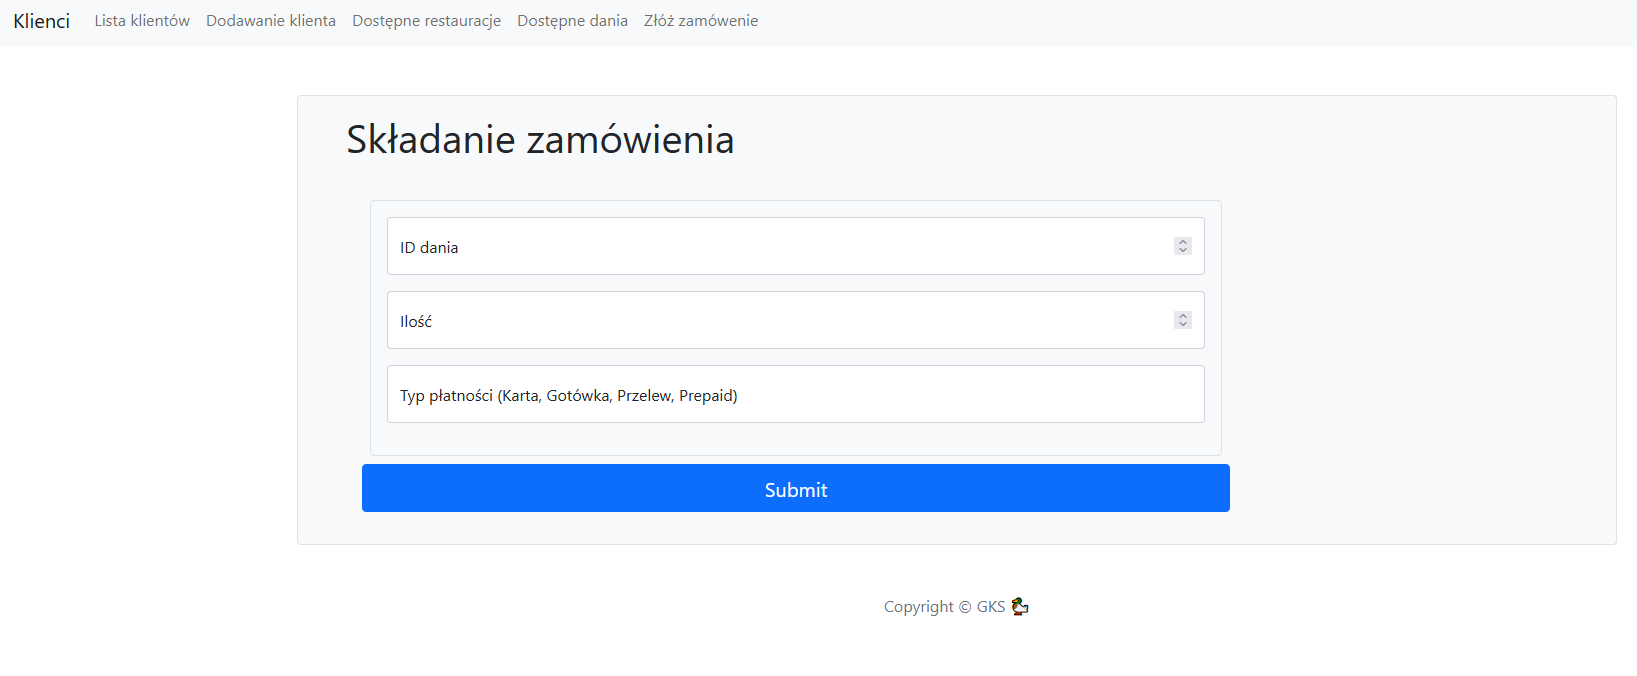 Klienci Lista klientów Dodawanie klienta Dostępne restauracje Dostępne dania Złóż zamówenie
Składanie zamówienia
ID dania
Ilość
Typ płatności (Karta, Gotówka, Przelew, Prepaid)
Submit
Copyright © GKS